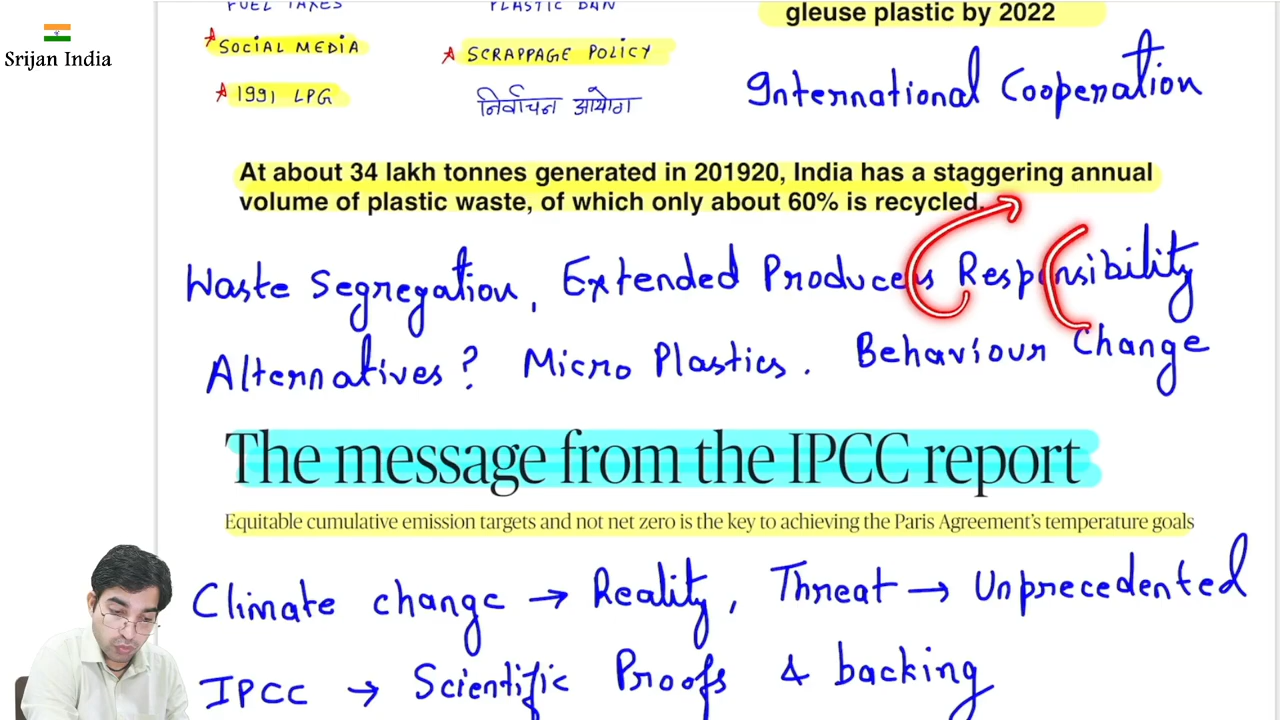 FUEL TAXES
PLASTIC BAN
gleuse plastic by 2022
Srijan India
SOCIAL MEDIA
SCRAPPAGE POLICY
1991 LPG
निर्वाचन आयोग
International Cooperation
At about 34 lakh tonnes generated in 201920, India has a staggering annual
volume of plastic waste, of which only about 60% is recycled.
Waste Segregation, Extended Producers Responsibility
Alternatives? Micro Plastics. Behaviour Change
The message from the IPCC report
Equitable cumulative emission targets and not net zero is the key to achieving the Paris Agreement's temperature goals
Climate change → Reality, Threat → Unprecedented
IPCC → Scientific Proofs & backing